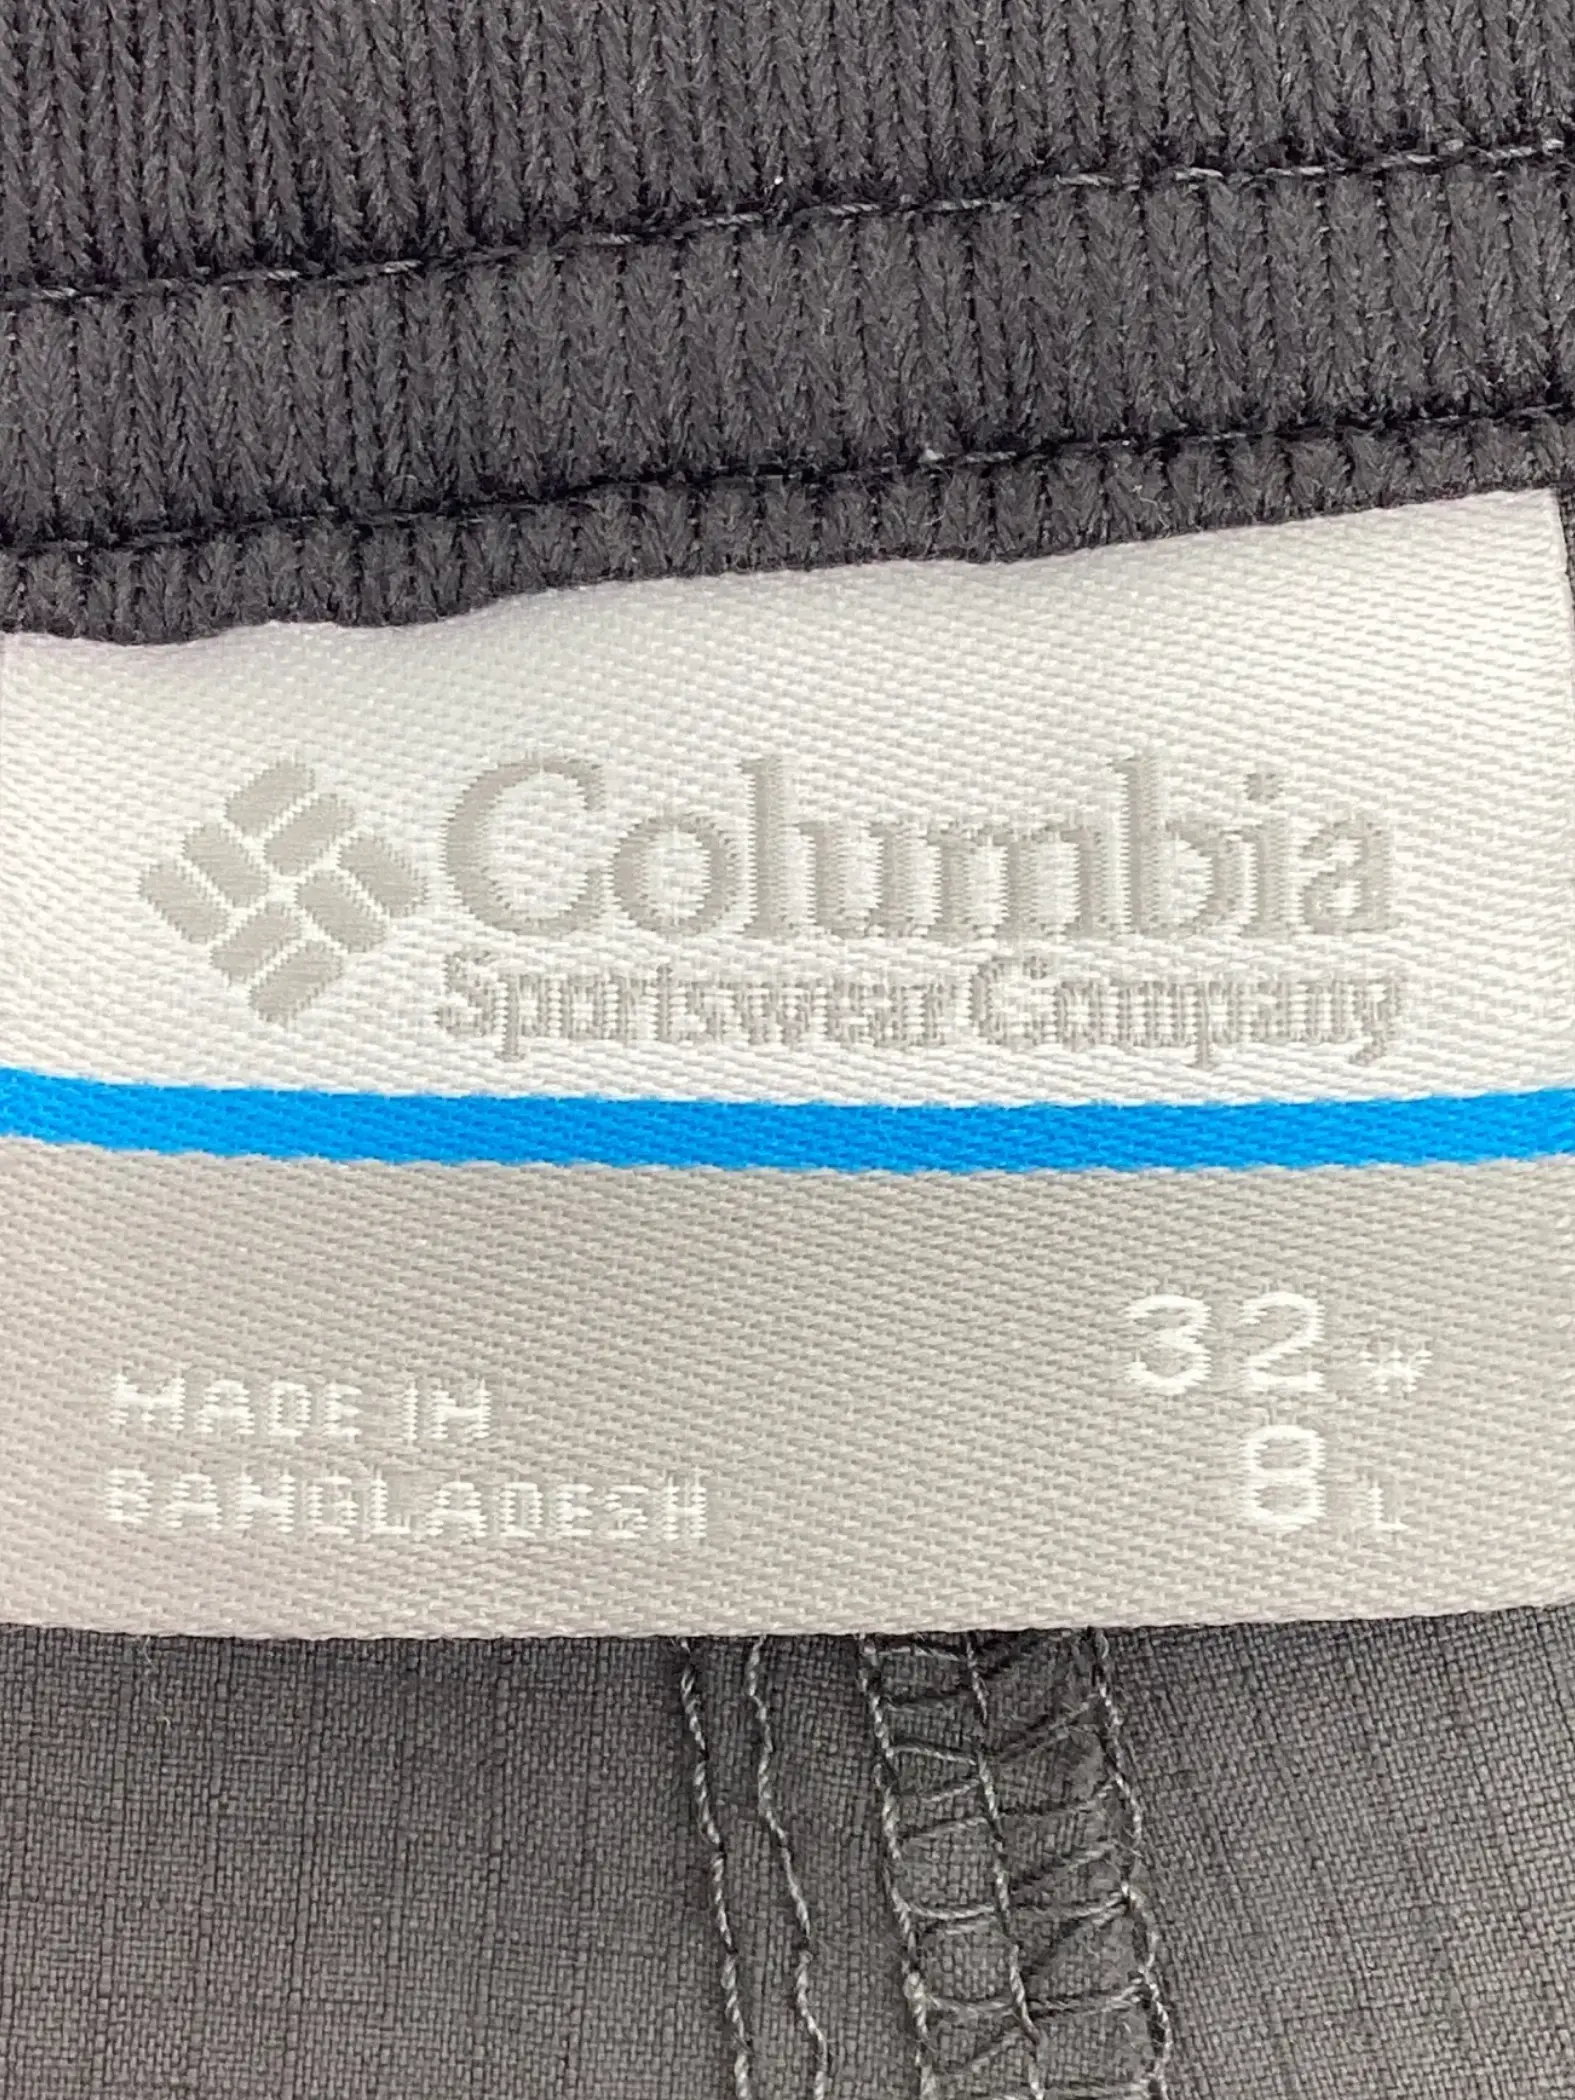 Columbia
Sportswear Company
32 W
MADE IN
8 L
BANGLADESH